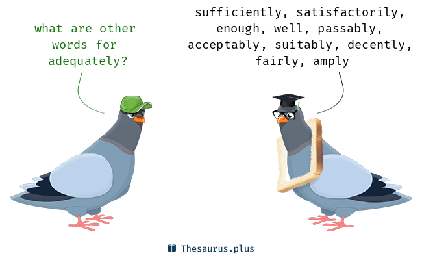 what are other
words for
adequately?
sufficiently, satisfactorily,
enough, well, passably,
acceptably, suitably, decently,
fairly, amply
Thesaurus.plus